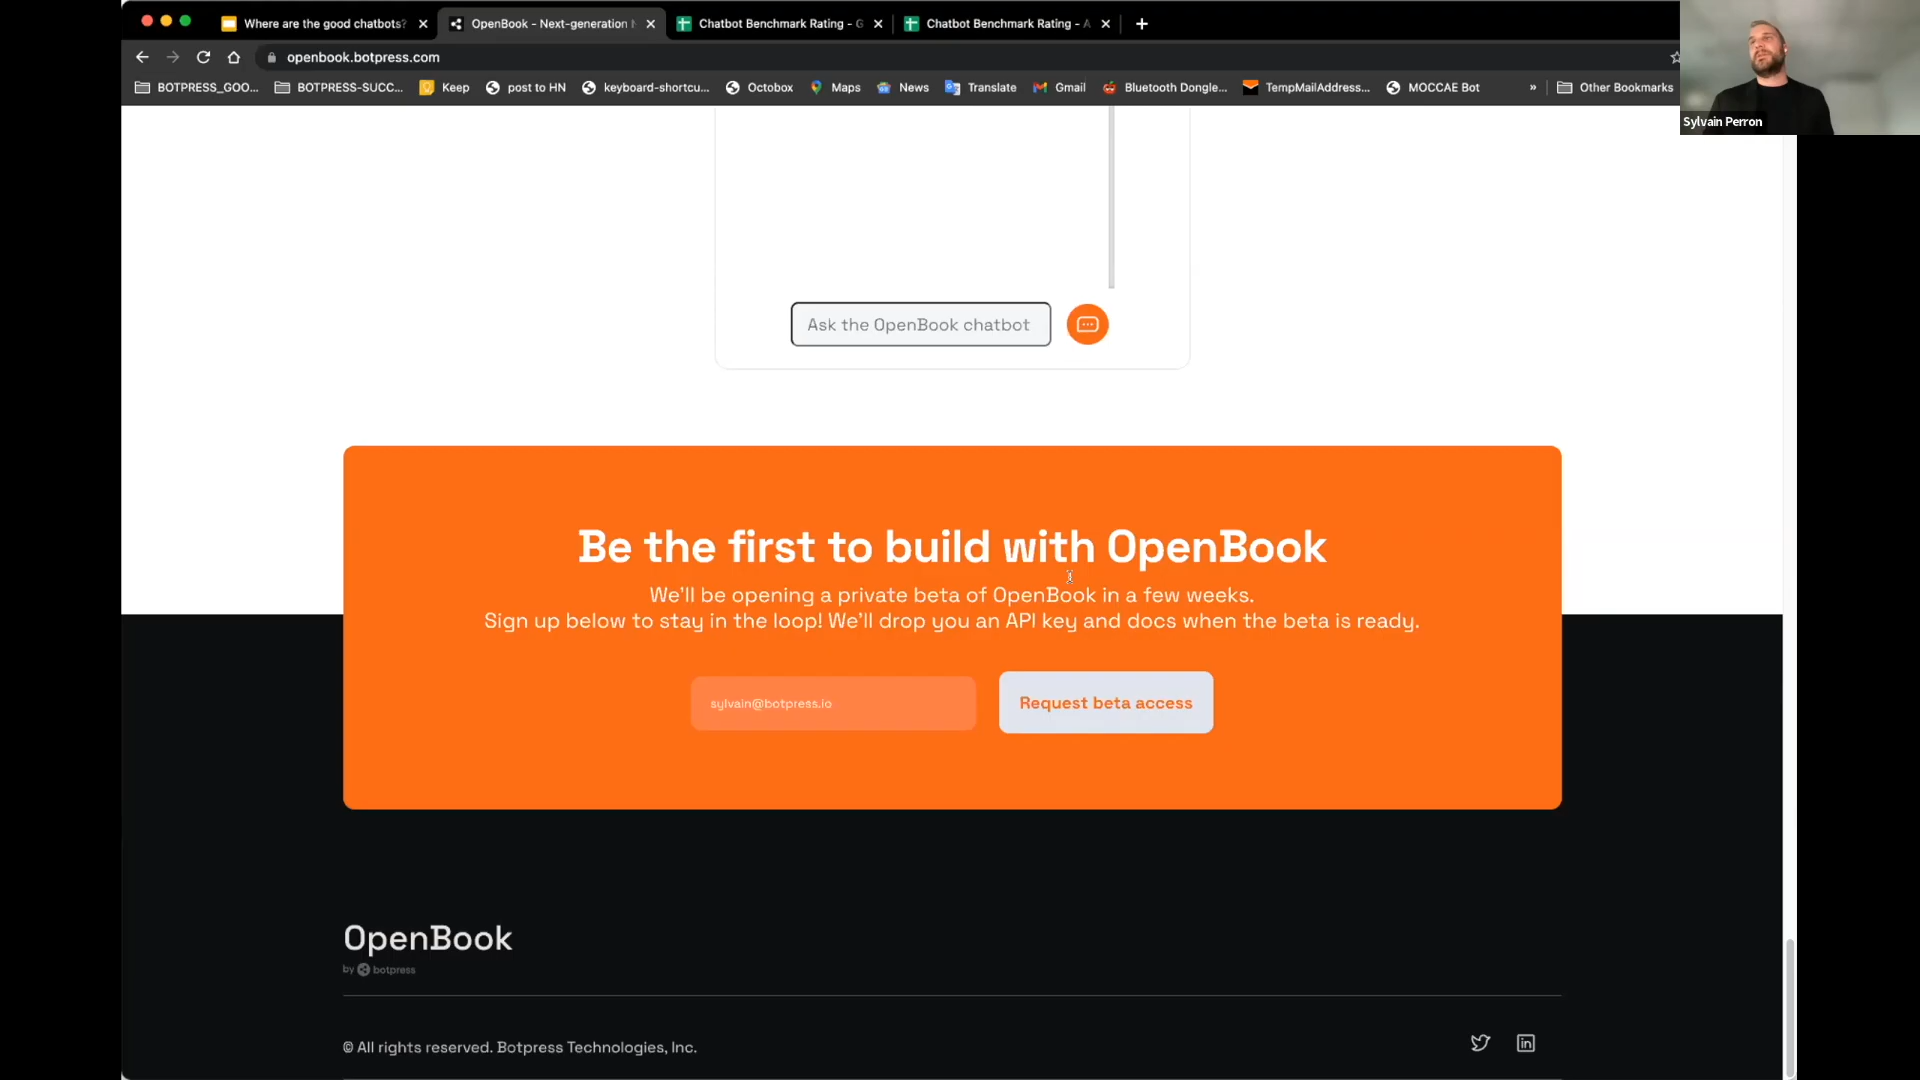 Where are the good chatbots?
OpenBook - Next-generation
Chatbot Benchmark Rating - G
Chatbot Benchmark Rating - A
openbook.botpress.com
BOTPRESS_GOO...
BOTPRESS-SUCC...
Keep
post to HN
keyboard-shortcu...
Octobox
Maps
News
Translate
Gmail
Bluetooth Dongle...
TempMailAddress...
MOCCAE Bot
»
Other Bookmarks
Sylvain Perron
Ask the OpenBook chatbot
Be the first to build with OpenBook
We'll be opening a private beta of OpenBook in a few weeks.
Sign up below to stay in the loop! We'll drop you an API key and docs when the beta is ready.
sylvain@botpress.io
Request beta access
OpenBook
by botpress
© All rights reserved. Botpress Technologies, Inc.